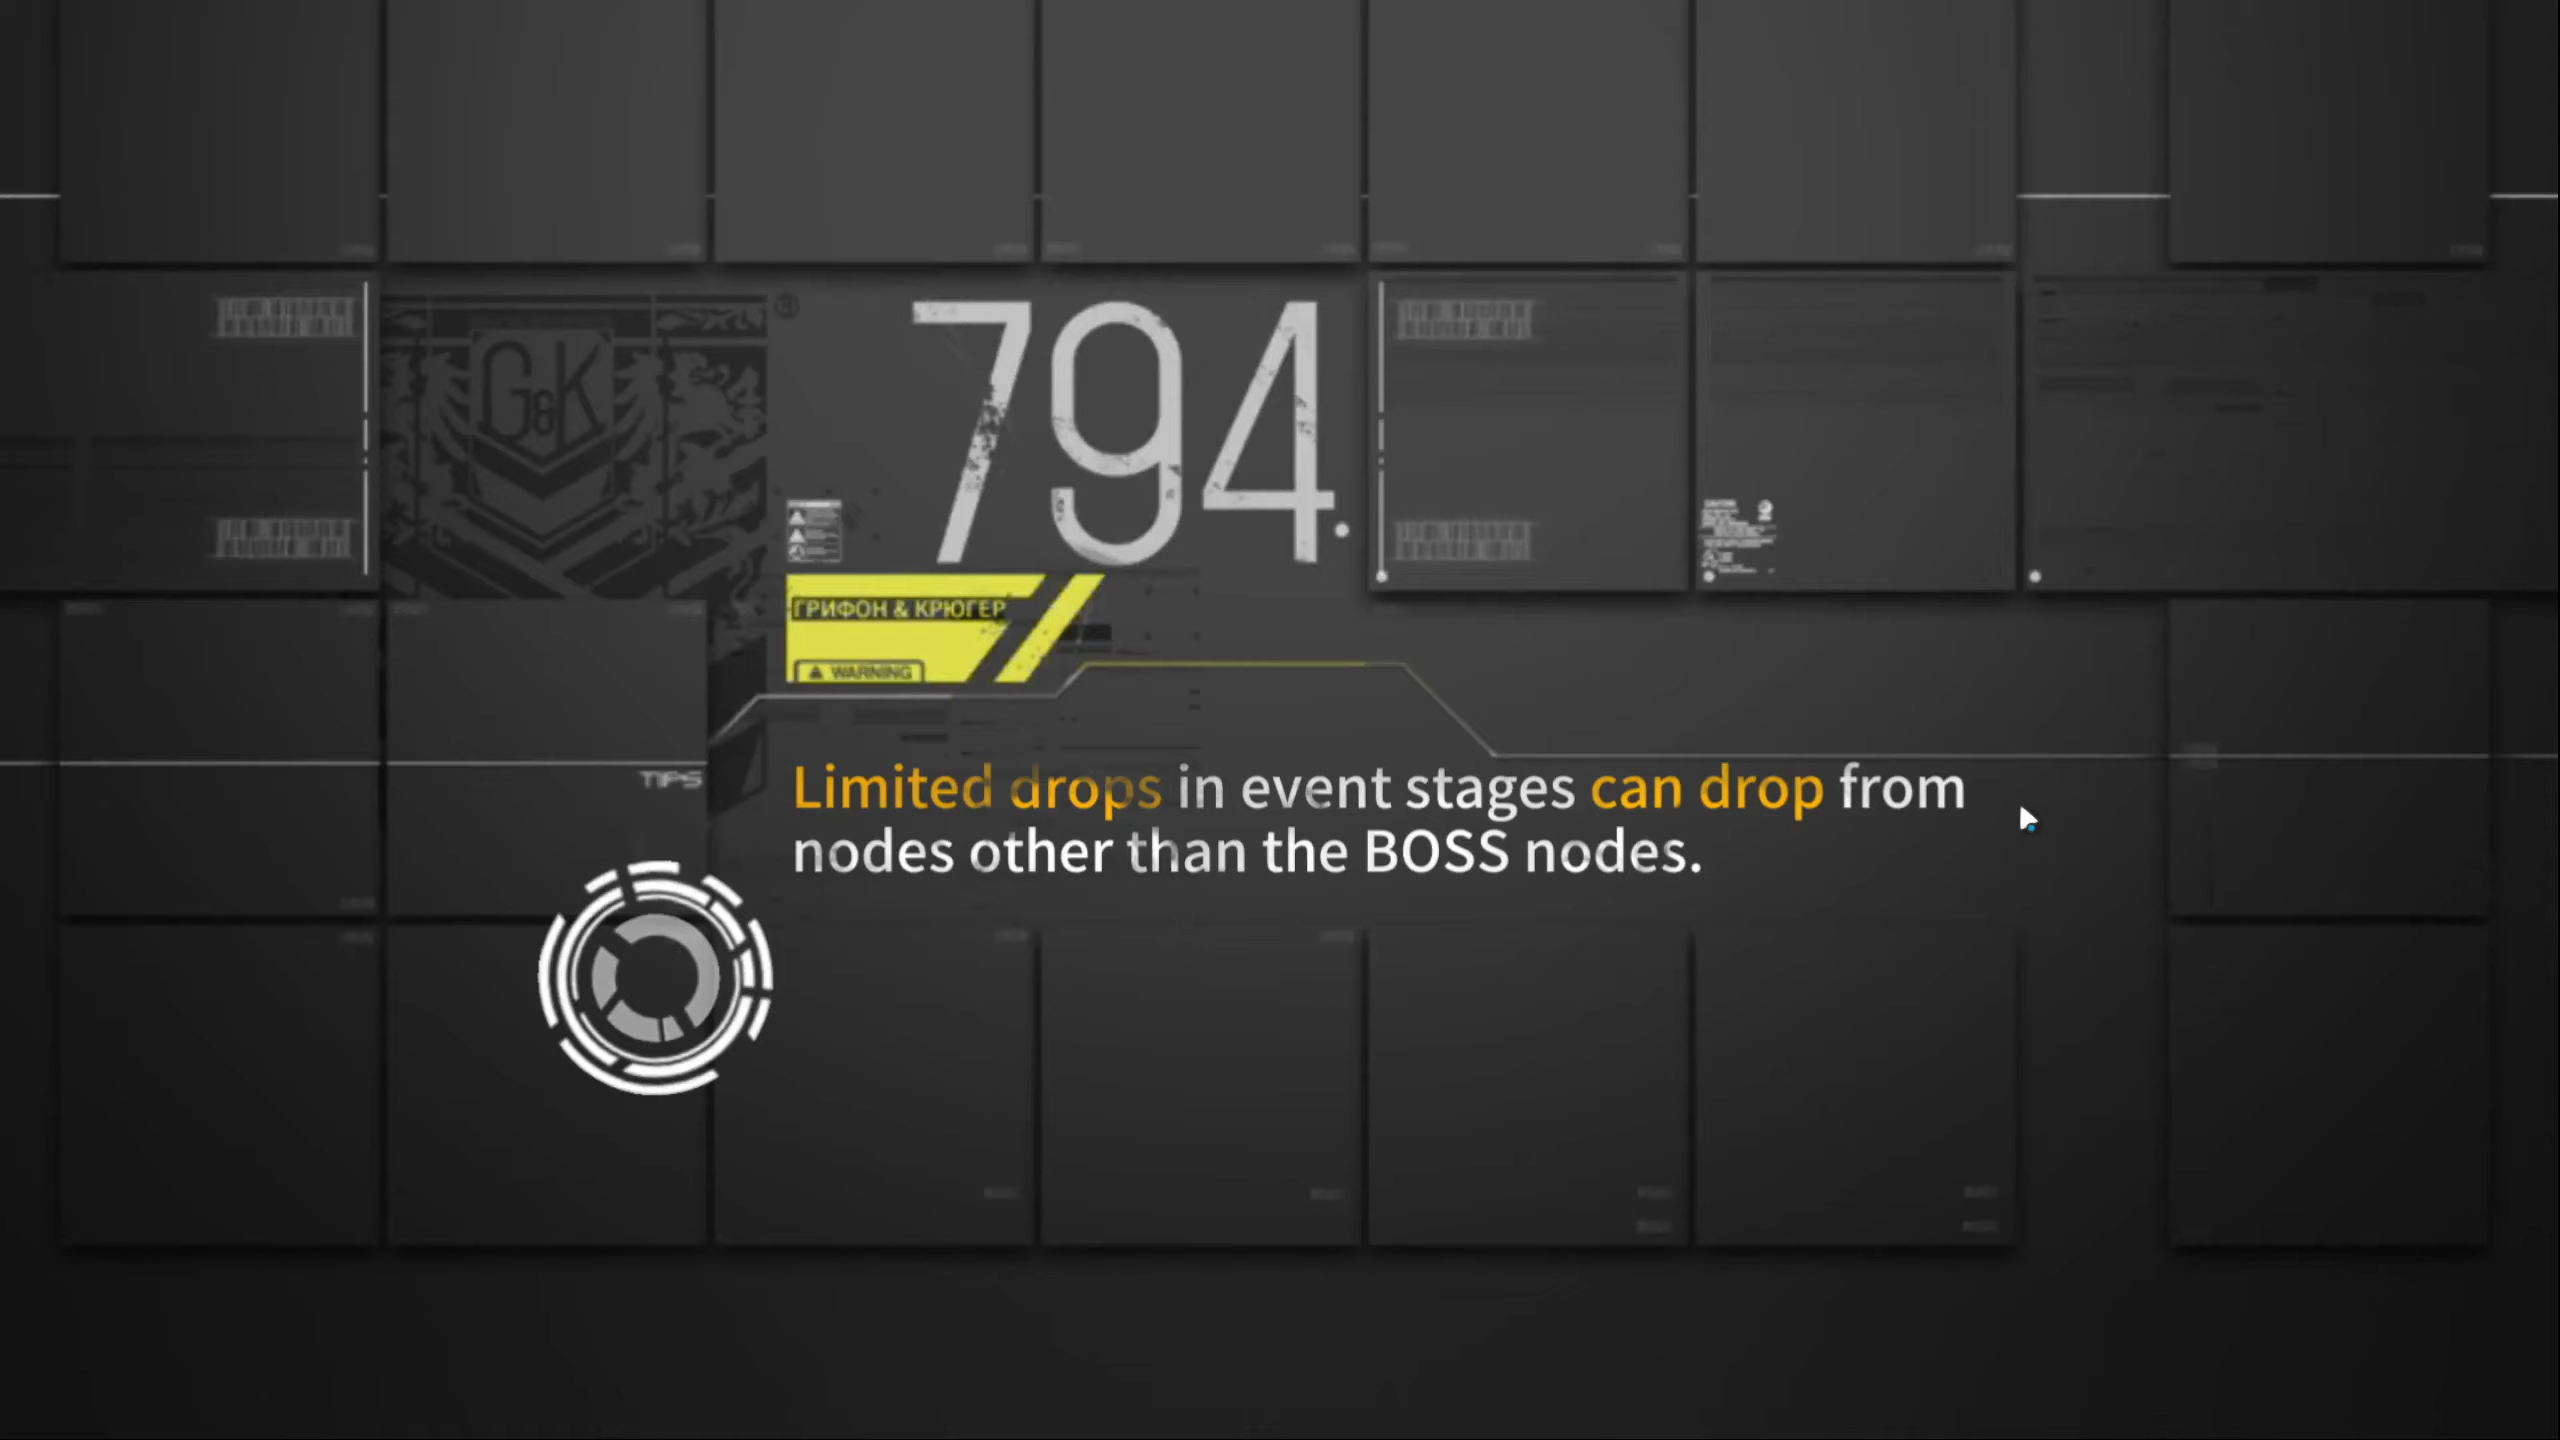 G&K
794.
ГРИФОН & КРЮГЕР
WARNING
TIPS
Limited drops in event stages can drop from
nodes other than the BOSS nodes.